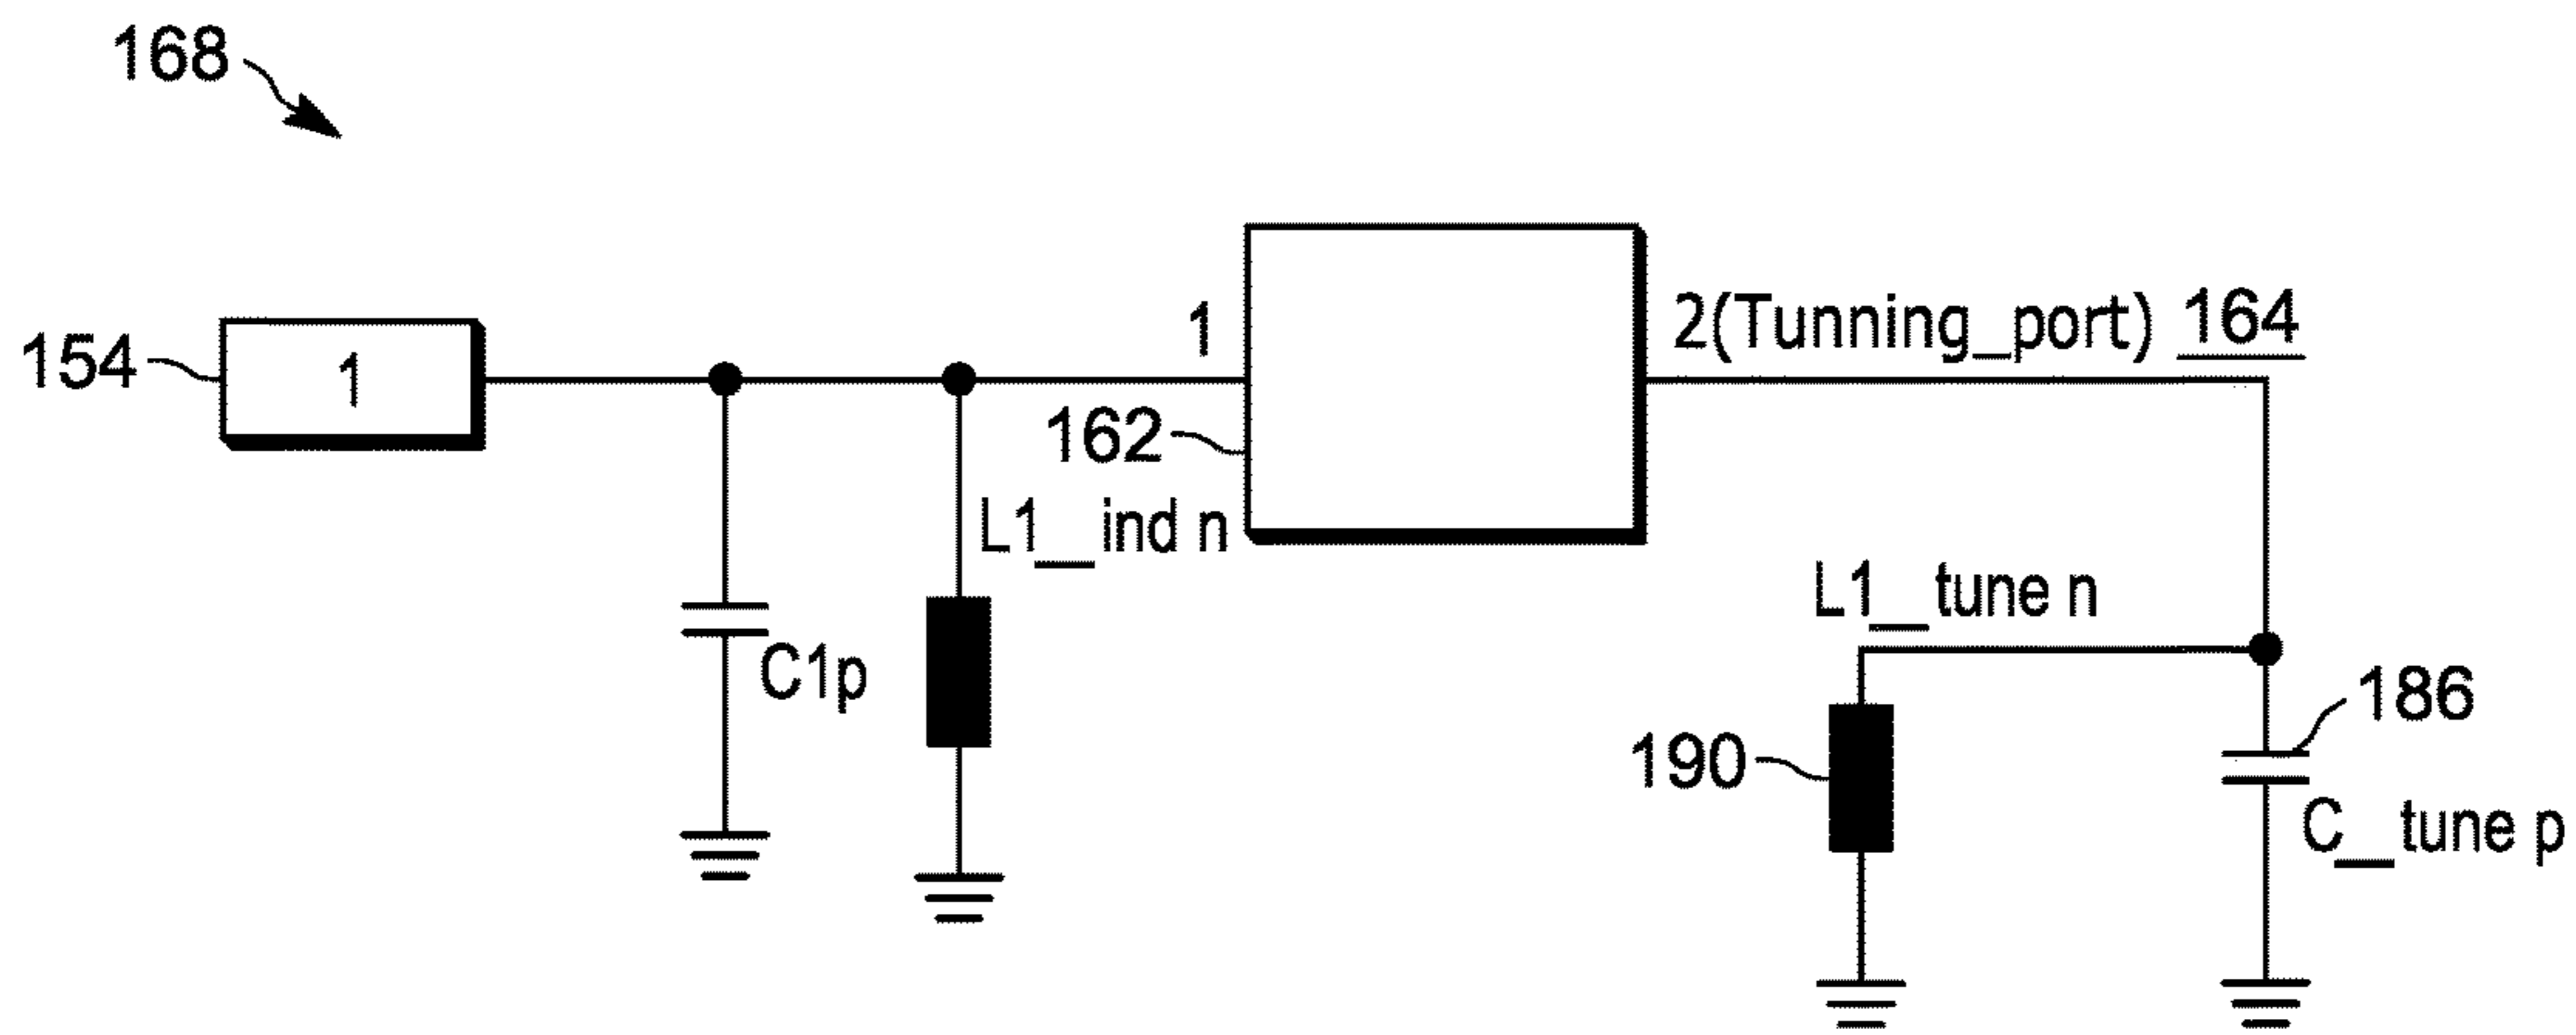 168
154
1
1
2(Tunning_port) 164
162
L1__ind n
C1p
L1__tune n
190
186
C__tune p